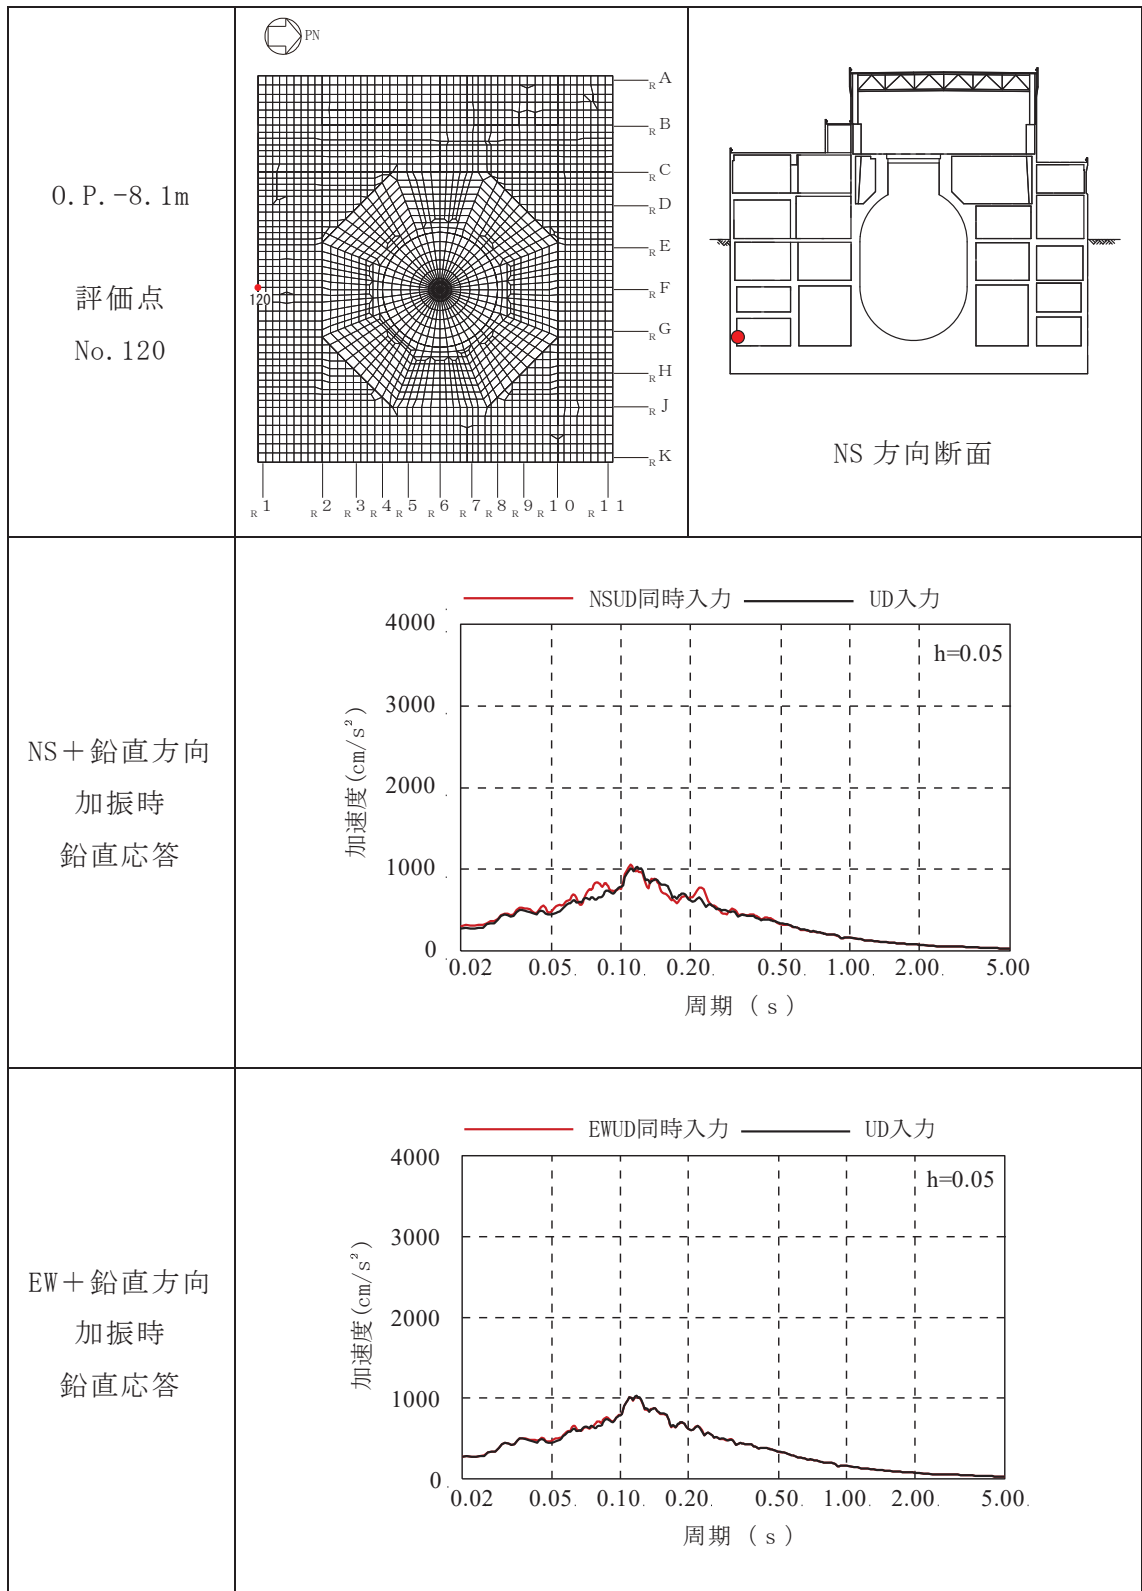 O.P.-8.1m
評価点
No.120
PN
RA
RB
RC
RD
RE
RF
RG
RH
RJ
RK
120
R1 R2 R3 R4 R5 R6 R7 R8 R9 R10 R11
NS 方向断面
NS＋鉛直方向
加振時
鉛直応答
NSUD同時入力 UD入力
h=0.05
加速度(cm/s²)
4000
3000
2000
1000
0
0.02 0.05 0.10 0.20 0.50 1.00 2.00 5.00
周期 (s)
EW＋鉛直方向
加振時
鉛直応答
EWUD同時入力 UD入力
h=0.05
加速度(cm/s²)
4000
3000
2000
1000
0
0.02 0.05 0.10 0.20 0.50 1.00 2.00 5.00
周期 (s)